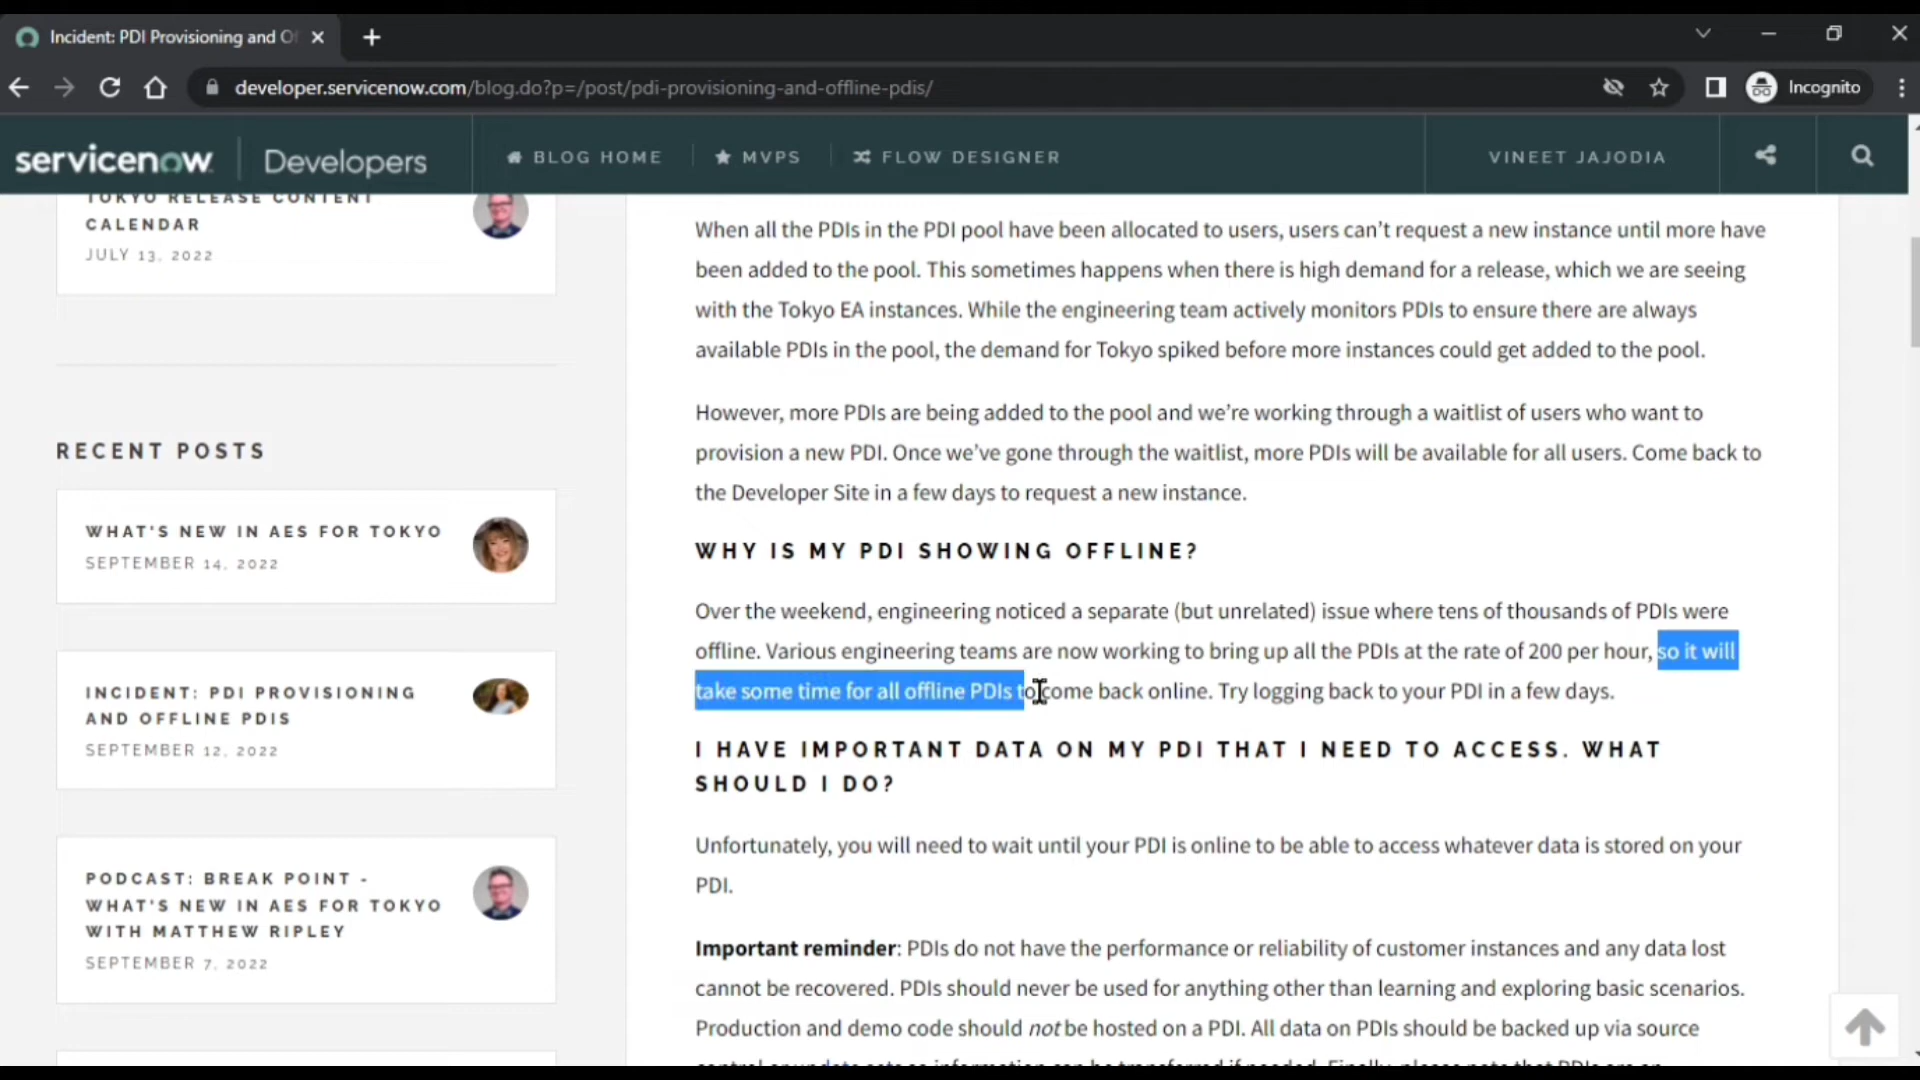 Incident: PDI Provisioning and Of
developer.servicenow.com/blog.do?p=/post/pdi-provisioning-and-offline-pdis/
Incognito
servicenow Developers
BLOG HOME
MVPS
FLOW DESIGNER
VINEET JAJODIA
TOKYO RELEASE CONTENT
CALENDAR
JULY 13, 2022
RECENT POSTS
WHAT'S NEW IN AES FOR TOKYO
SEPTEMBER 14, 2022
INCIDENT: PDI PROVISIONING
AND OFFLINE PDIS
SEPTEMBER 12, 2022
PODCAST: BREAK POINT -
WHAT'S NEW IN AES FOR TOKYO
WITH MATTHEW RIPLEY
SEPTEMBER 7, 2022
When all the PDIs in the PDI pool have been allocated to users, users can’t request a new instance until more have
been added to the pool. This sometimes happens when there is high demand for a release, which we are seeing
with the Tokyo EA instances. While the engineering team actively monitors PDIs to ensure there are always
available PDIs in the pool, the demand for Tokyo spiked before more instances could get added to the pool.
However, more PDIs are being added to the pool and we’re working through a waitlist of users who want to
provision a new PDI. Once we’ve gone through the waitlist, more PDIs will be available for all users. Come back to
the Developer Site in a few days to request a new instance.
WHY IS MY PDI SHOWING OFFLINE?
Over the weekend, engineering noticed a separate (but unrelated) issue where tens of thousands of PDIs were
offline. Various engineering teams are now working to bring up all the PDIs at the rate of 200 per hour, so it will
take some time for all offline PDIs to come back online. Try logging back to your PDI in a few days.
I HAVE IMPORTANT DATA ON MY PDI THAT I NEED TO ACCESS. WHAT
SHOULD I DO?
Unfortunately, you will need to wait until your PDI is online to be able to access whatever data is stored on your
PDI.
Important reminder: PDIs do not have the performance or reliability of customer instances and any data lost
cannot be recovered. PDIs should never be used for anything other than learning and exploring basic scenarios.
Production and demo code should not be hosted on a PDI. All data on PDIs should be backed up via source